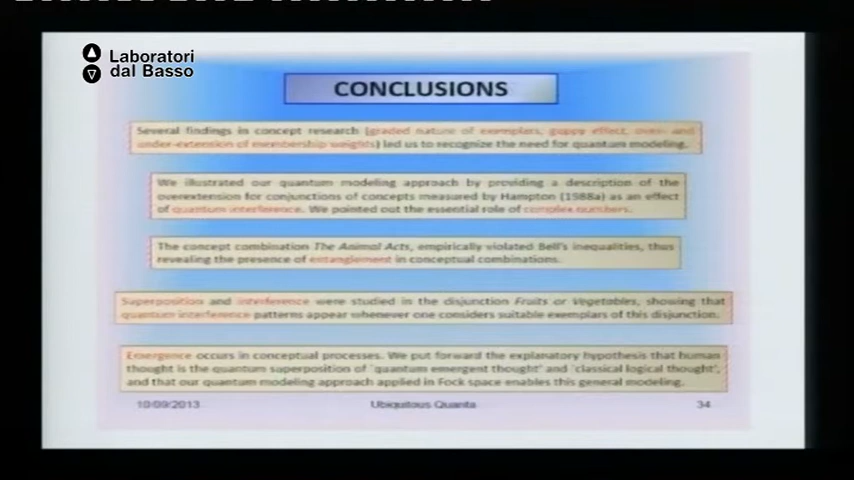 Laboratori
dal Basso
CONCLUSIONS
Several findings in concept research (graded nature of exemplars, guppy effect, over- and
under-extension of membership weights) led us to recognize the need for quantum modeling.
We illustrated our quantum modeling approach by providing a description of the
overextension for conjunctions of concepts measured by Hampton (1988a) as an effect
of quantum interference. We pointed out the essential role of complex numbers.
The concept combination The Animal Acts, empirically violated Bell's inequalities, thus
revealing the presence of entanglement in conceptual combinations.
Superposition and interference were studied in the disjunction Fruits or Vegetables, showing that
quantum interference patterns appear whenever one considers suitable exemplars of this disjunction.
Emergence occurs in conceptual processes. We put forward the explanatory hypothesis that human
thought is the quantum superposition of `quantum emergent thought' and `classical logical thought',
and that our quantum modeling approach applied in Fock space enables this general modeling.
10/09/2013 Ubiquitous Quanta 34